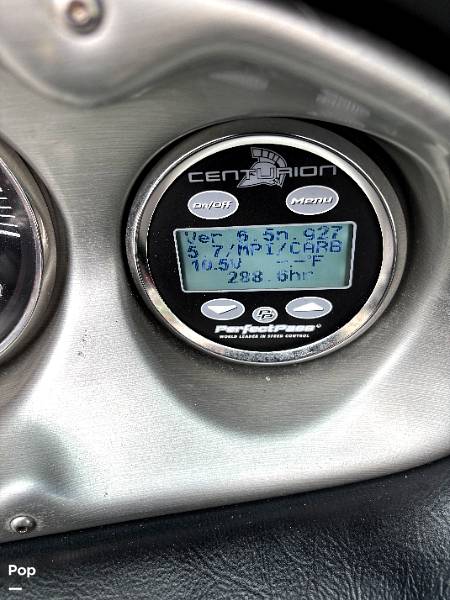 CENTURION
On/Off
Menu
Ver 6.5n.927
5.7/MPI/CARB
10.5V --°F
288.6hr
PP
PerfectPass®
WORLD LEADER IN SPEED CONTROL
Pop